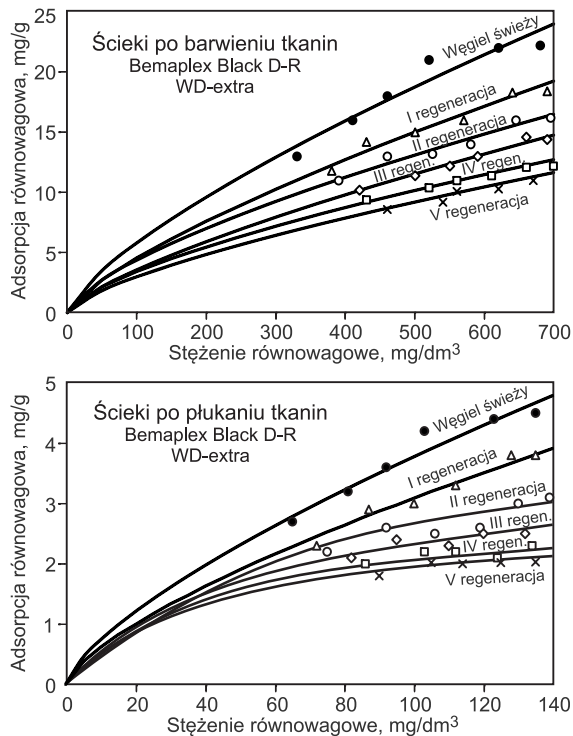 25
20
15
10
5
0
Adsorpcja równowagowa, mg/g
Ścieki po barwieniu tkanin
Bemaplex Black D-R
WD-extra
Węgiel świeży
I regeneracja
II regeneracja
III regen.
IV regen.
V regeneracja
0 100 200 300 400 500 600 700
Stężenie równowagowe, mg/dm³
5
4
3
2
1
0
Adsorpcja równowagowa, mg/g
Ścieki po płukaniu tkanin
Bemaplex Black D-R
WD-extra
Węgiel świeży
I regeneracja
II regeneracja
III regen.
IV regen.
V regeneracja
0 20 40 60 80 100 120 140
Stężenie równowagowe, mg/dm³